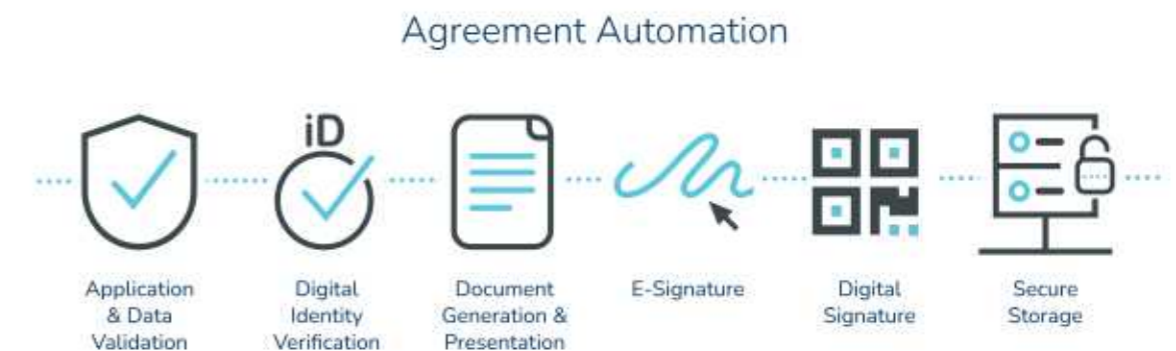 Agreement Automation
iD
Application
& Data
Validation
Digital
Identity
Verification
Document
Generation &
Presentation
E-Signature
Digital
Signature
Secure
Storage